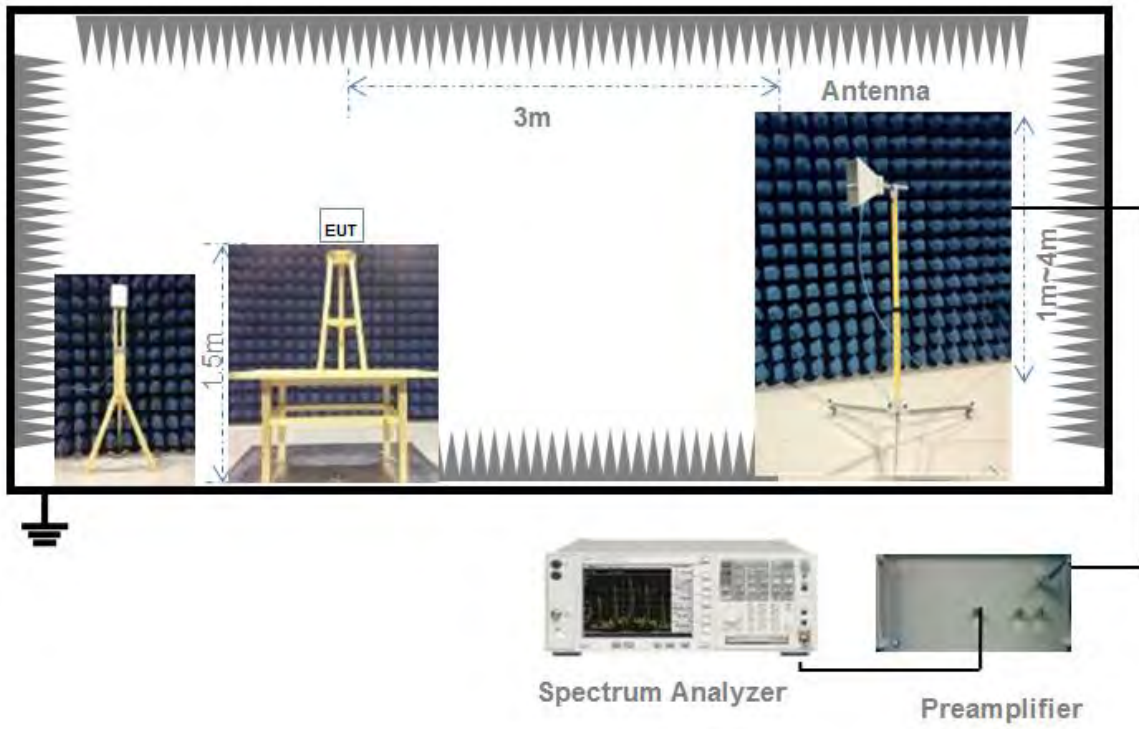 Antenna
3m
EUT
1m~4m
1.5m
Spectrum Analyzer
Preamplifier